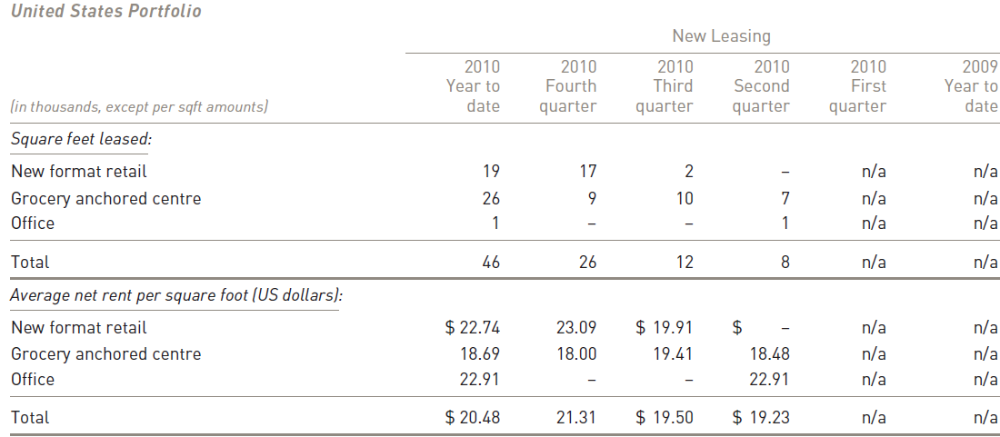 United States Portfolio
New Leasing
2010 2010 2010 2010 2010 2009
Year to Fourth Third Second First Year to
(in thousands, except per sqft amounts) date quarter quarter quarter quarter date
Square feet leased:
New format retail 19 17 2 – n/a n/a
Grocery anchored centre 26 9 10 7 n/a n/a
Office 1 – – 1 n/a n/a
Total 46 26 12 8 n/a n/a
Average net rent per square foot (US dollars):
New format retail $ 22.74 23.09 $ 19.91 $ – n/a n/a
Grocery anchored centre 18.69 18.00 19.41 18.48 n/a n/a
Office 22.91 – – 22.91 n/a n/a
Total $ 20.48 21.31 $ 19.50 $ 19.23 n/a n/a